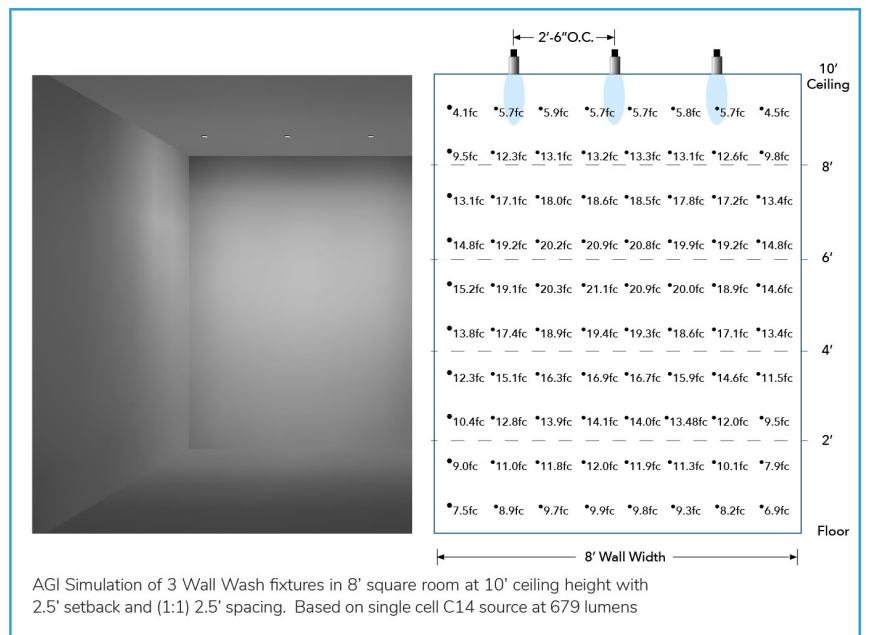 2'-6"O.C.
10'
Ceiling
4.1fc 5.7fc 5.9fc 5.7fc 5.7fc 5.8fc 5.7fc 4.5fc
9.5fc 12.3fc 13.1fc 13.2fc 13.3fc 13.1fc 12.6fc 9.8fc
8'
13.1fc 17.1fc 18.0fc 18.6fc 18.5fc 17.8fc 17.2fc 13.4fc
14.8fc 19.2fc 20.2fc 20.9fc 20.8fc 19.9fc 19.2fc 14.8fc
6'
15.2fc 19.1fc 20.3fc 21.1fc 20.9fc 20.0fc 18.9fc 14.6fc
13.8fc 17.4fc 18.9fc 19.4fc 19.3fc 18.6fc 17.1fc 13.4fc
4'
12.3fc 15.1fc 16.3fc 16.9fc 16.7fc 15.9fc 14.6fc 11.5fc
10.4fc 12.8fc 13.9fc 14.1fc 14.0fc 13.48fc 12.0fc 9.5fc
2'
9.0fc 11.0fc 11.8fc 12.0fc 11.9fc 11.3fc 10.1fc 7.9fc
7.5fc 8.9fc 9.7fc 9.9fc 9.8fc 9.3fc 8.2fc 6.9fc
Floor
8' Wall Width
AGI Simulation of 3 Wall Wash fixtures in 8' square room at 10' ceiling height with
2.5' setback and (1:1) 2.5' spacing. Based on single cell C14 source at 679 lumens